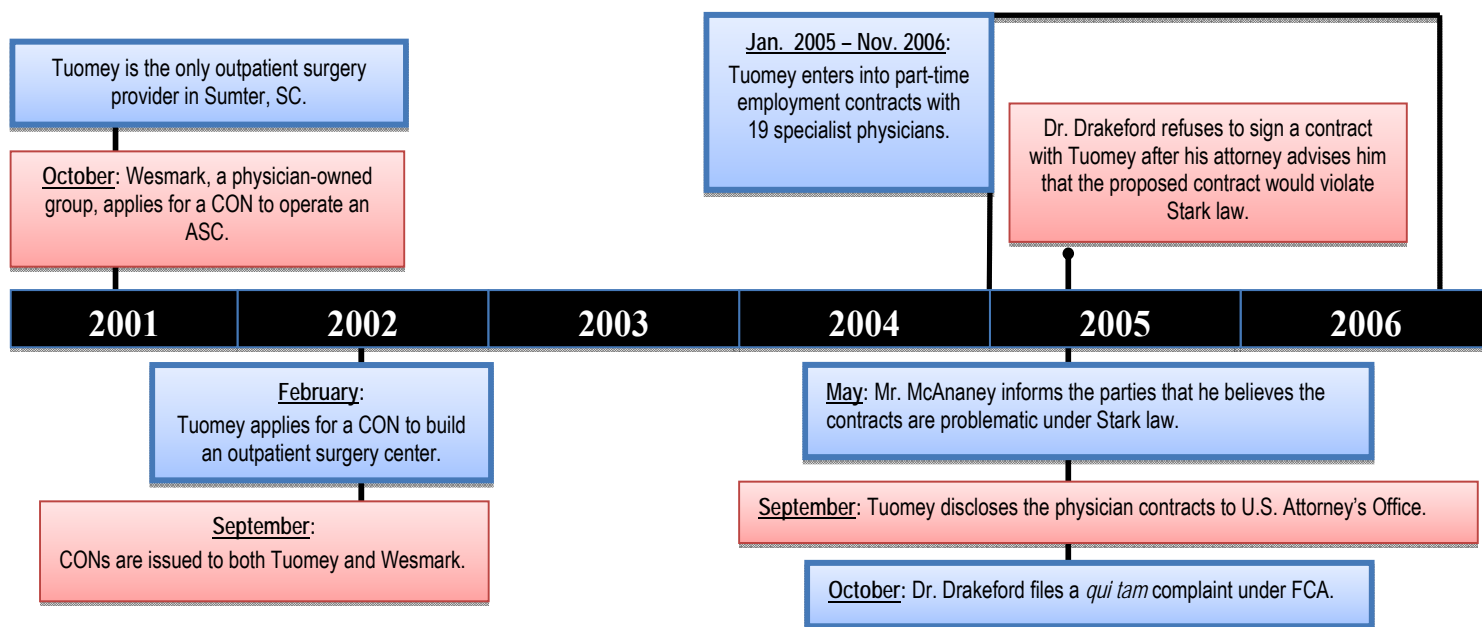 Tuomey is the only outpatient surgery
provider in Sumter, SC.
October: Wesmark, a physician-owned
group, applies for a CON to operate an
ASC.
Jan. 2005 – Nov. 2006:
Tuomey enters into part-time
employment contracts with
19 specialist physicians.
Dr. Drakeford refuses to sign a contract
with Tuomey after his attorney advises him
that the proposed contract would violate
Stark law.
2001
2002
2003
2004
2005
2006
February:
Tuomey applies for a CON to build
an outpatient surgery center.
September:
CONs are issued to both Tuomey and Wesmark.
May: Mr. McAnaney informs the parties that he believes the
contracts are problematic under Stark law.
September: Tuomey discloses the physician contracts to U.S. Attorney’s Office.
October: Dr. Drakeford files a qui tam complaint under FCA.